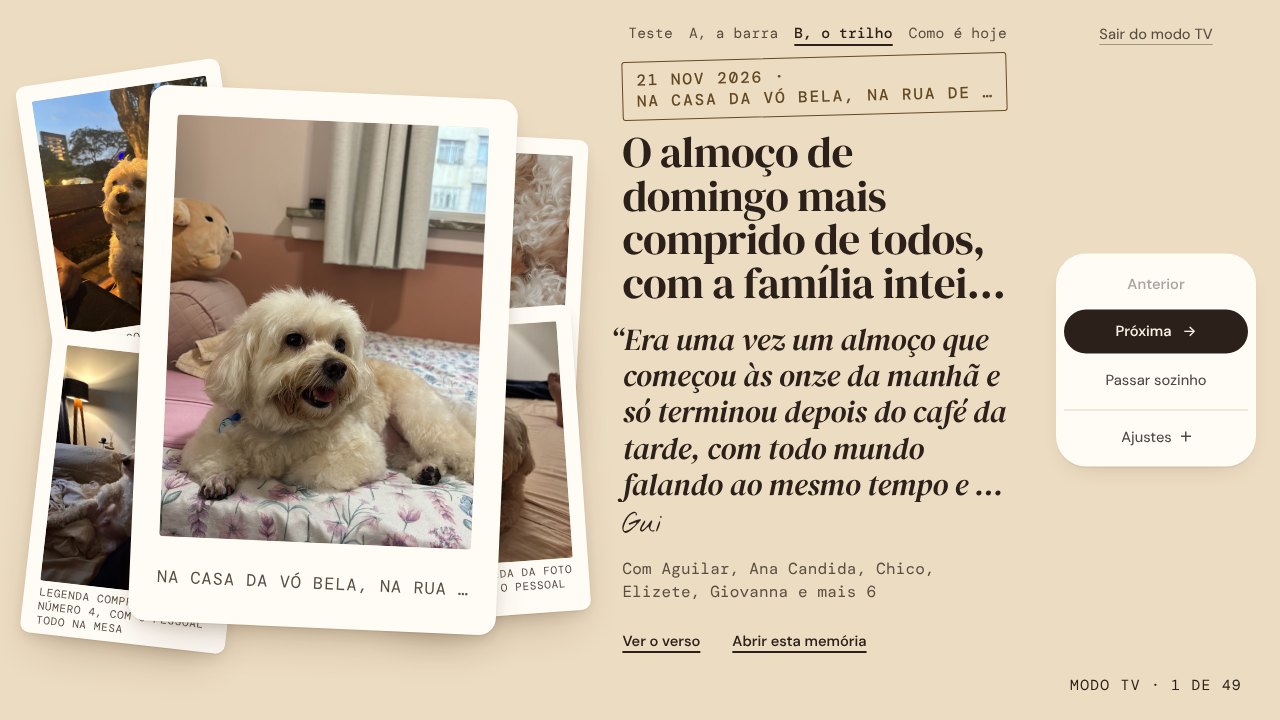 Teste A, a barra B, o trilho Como é hoje
Sair do modo TV
21 NOV 2026 ·
NA CASA DA VÓ BELA, NA RUA DE …
O almoço de
domingo mais
comprido de todos,
com a família intei…
“Era uma vez um almoço que
começou às onze da manhã e
só terminou depois do café da
tarde, com todo mundo
falando ao mesmo tempo e …
Gui
Com Aguilar, Ana Candida, Chico,
Elizete, Giovanna e mais 6
Ver o verso Abrir esta memória
NA CASA DA VÓ BELA, NA RUA …
LEGENDA
NÚMERO 4, COM
TODO NA MESA
DA FOTO
O PESSOAL
Anterior
Próxima →
Passar sozinho
Ajustes +
MODO TV · 1 DE 49